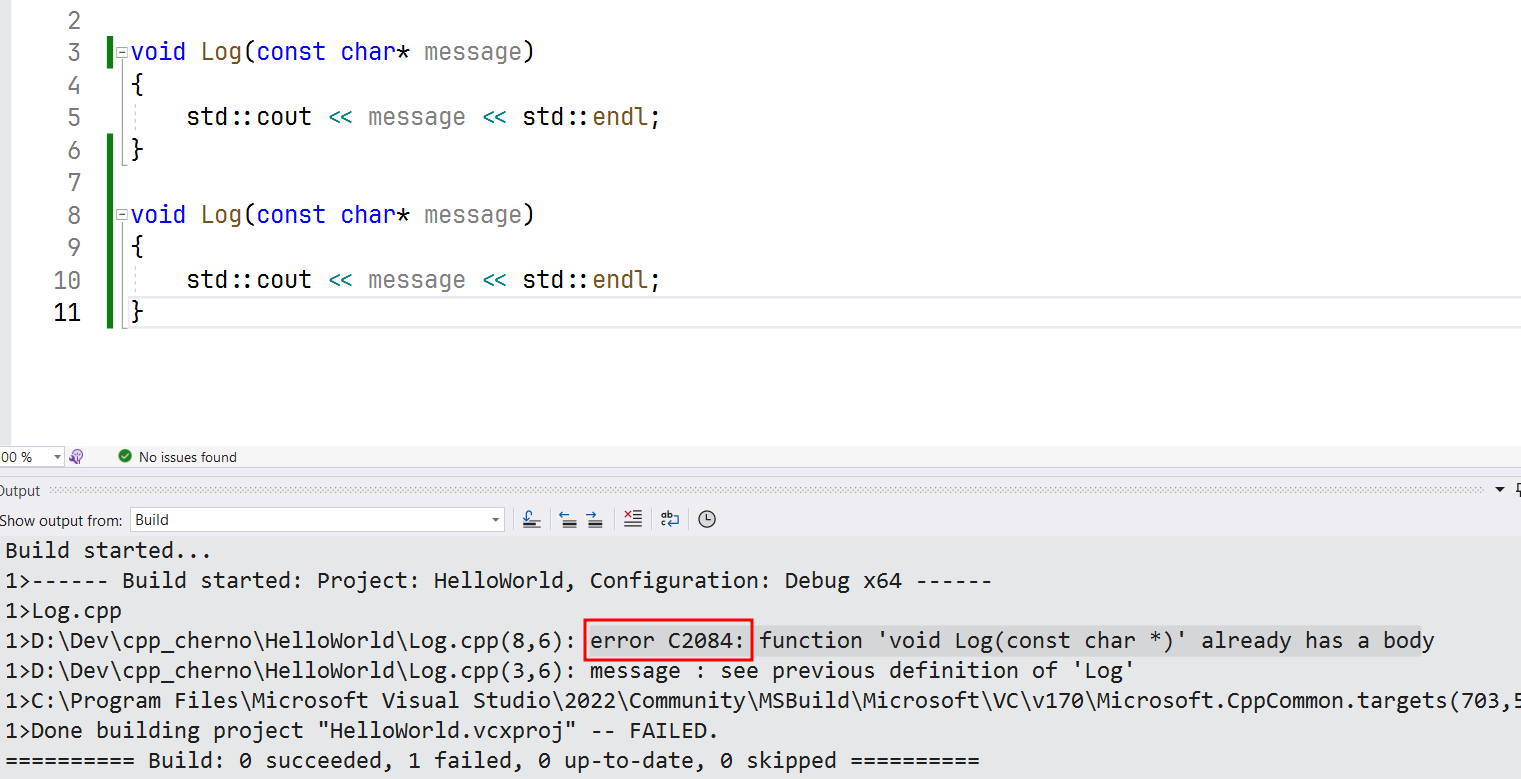 2
3 void Log(const char* message)
4 {
5 std::cout << message << std::endl;
6 }
7
8 void Log(const char* message)
9 {
10 std::cout << message << std::endl;
11 }
00 % No issues found
Output
Show output from: Build
Build started...
1>------ Build started: Project: HelloWorld, Configuration: Debug x64 ------
1>Log.cpp
1>D:\Dev\cpp_cherno\HelloWorld\Log.cpp(8,6): error C2084: function 'void Log(const char *)' already has a body
1>D:\Dev\cpp_cherno\HelloWorld\Log.cpp(3,6): message : see previous definition of 'Log'
1>C:\Program Files\Microsoft Visual Studio\2022\Community\MSBuild\Microsoft\VC\v170\Microsoft.CppCommon.targets(703,5
1>Done building project "HelloWorld.vcxproj" -- FAILED.
========== Build: 0 succeeded, 1 failed, 0 up-to-date, 0 skipped ==========